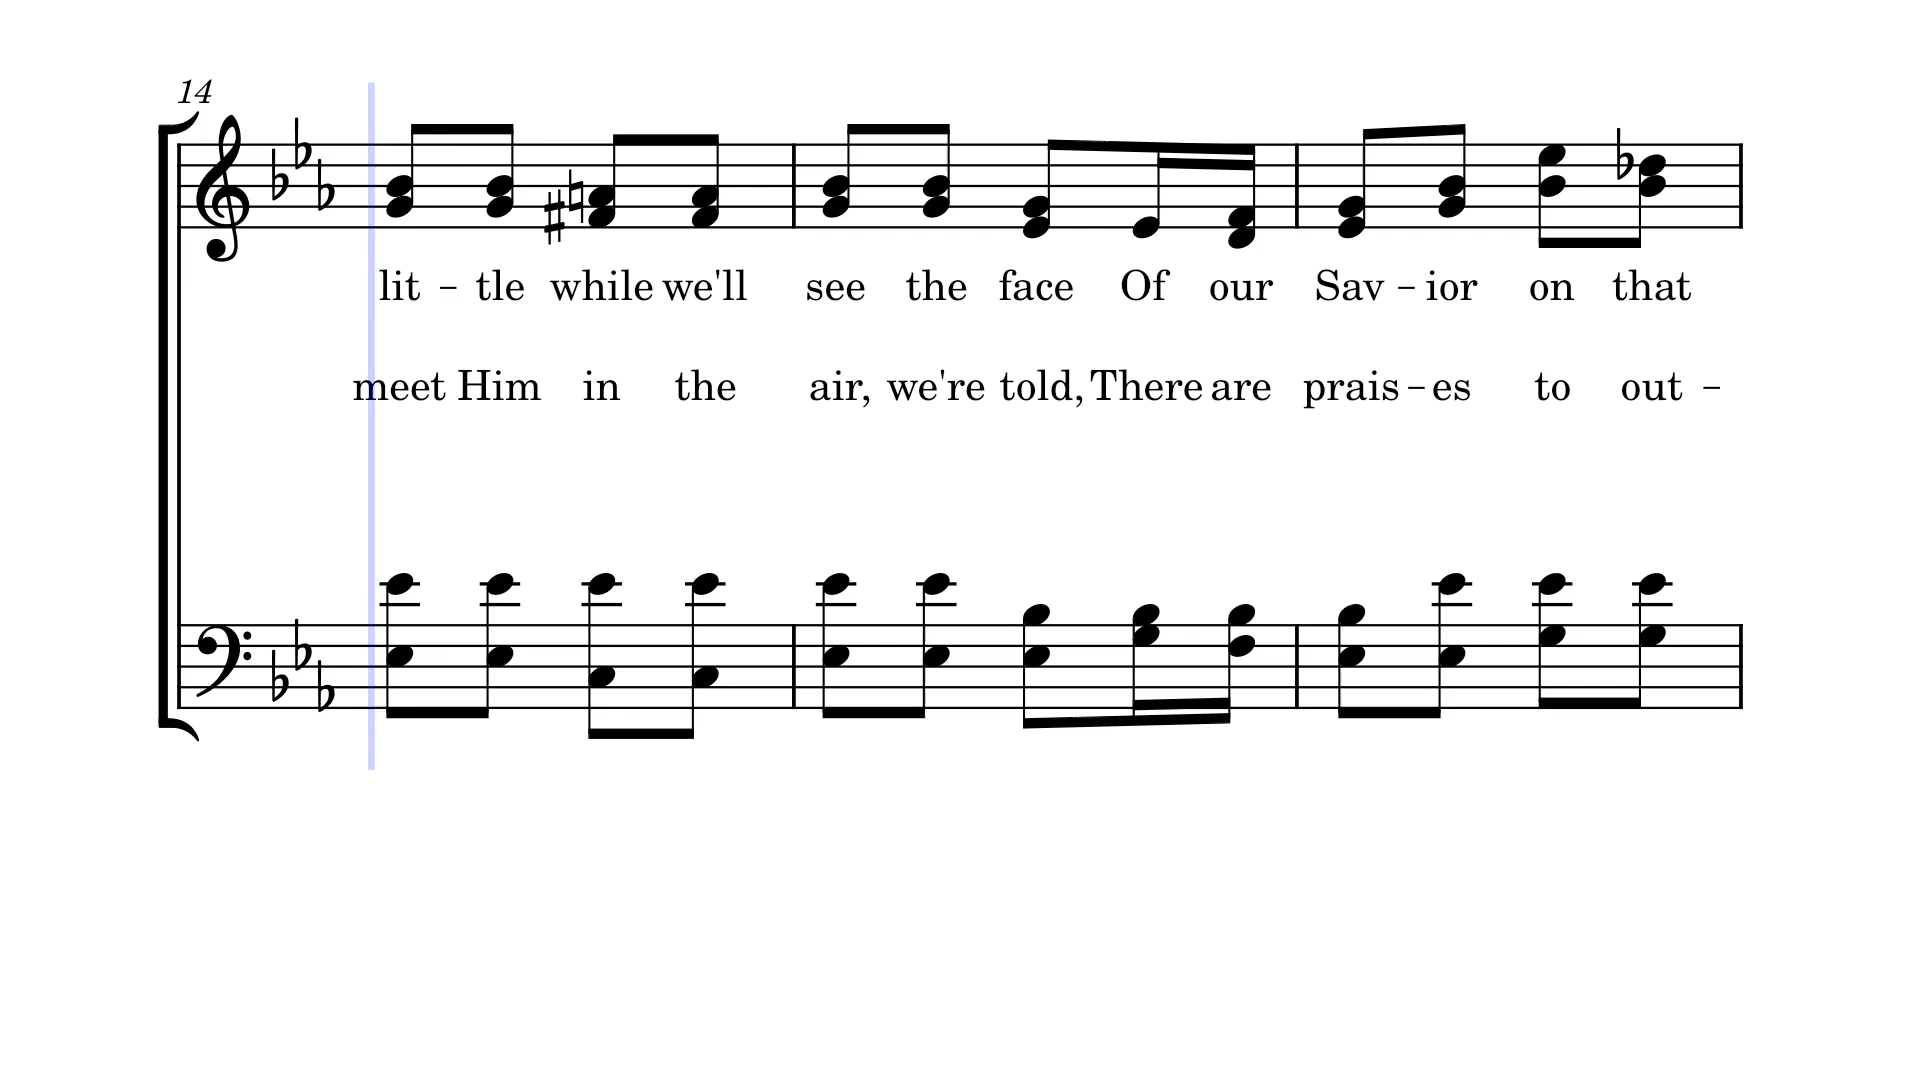 14
lit - tle while we'll see the face Of our Sav - ior on that
meet Him in the air, we're told, There are prais - es to out -